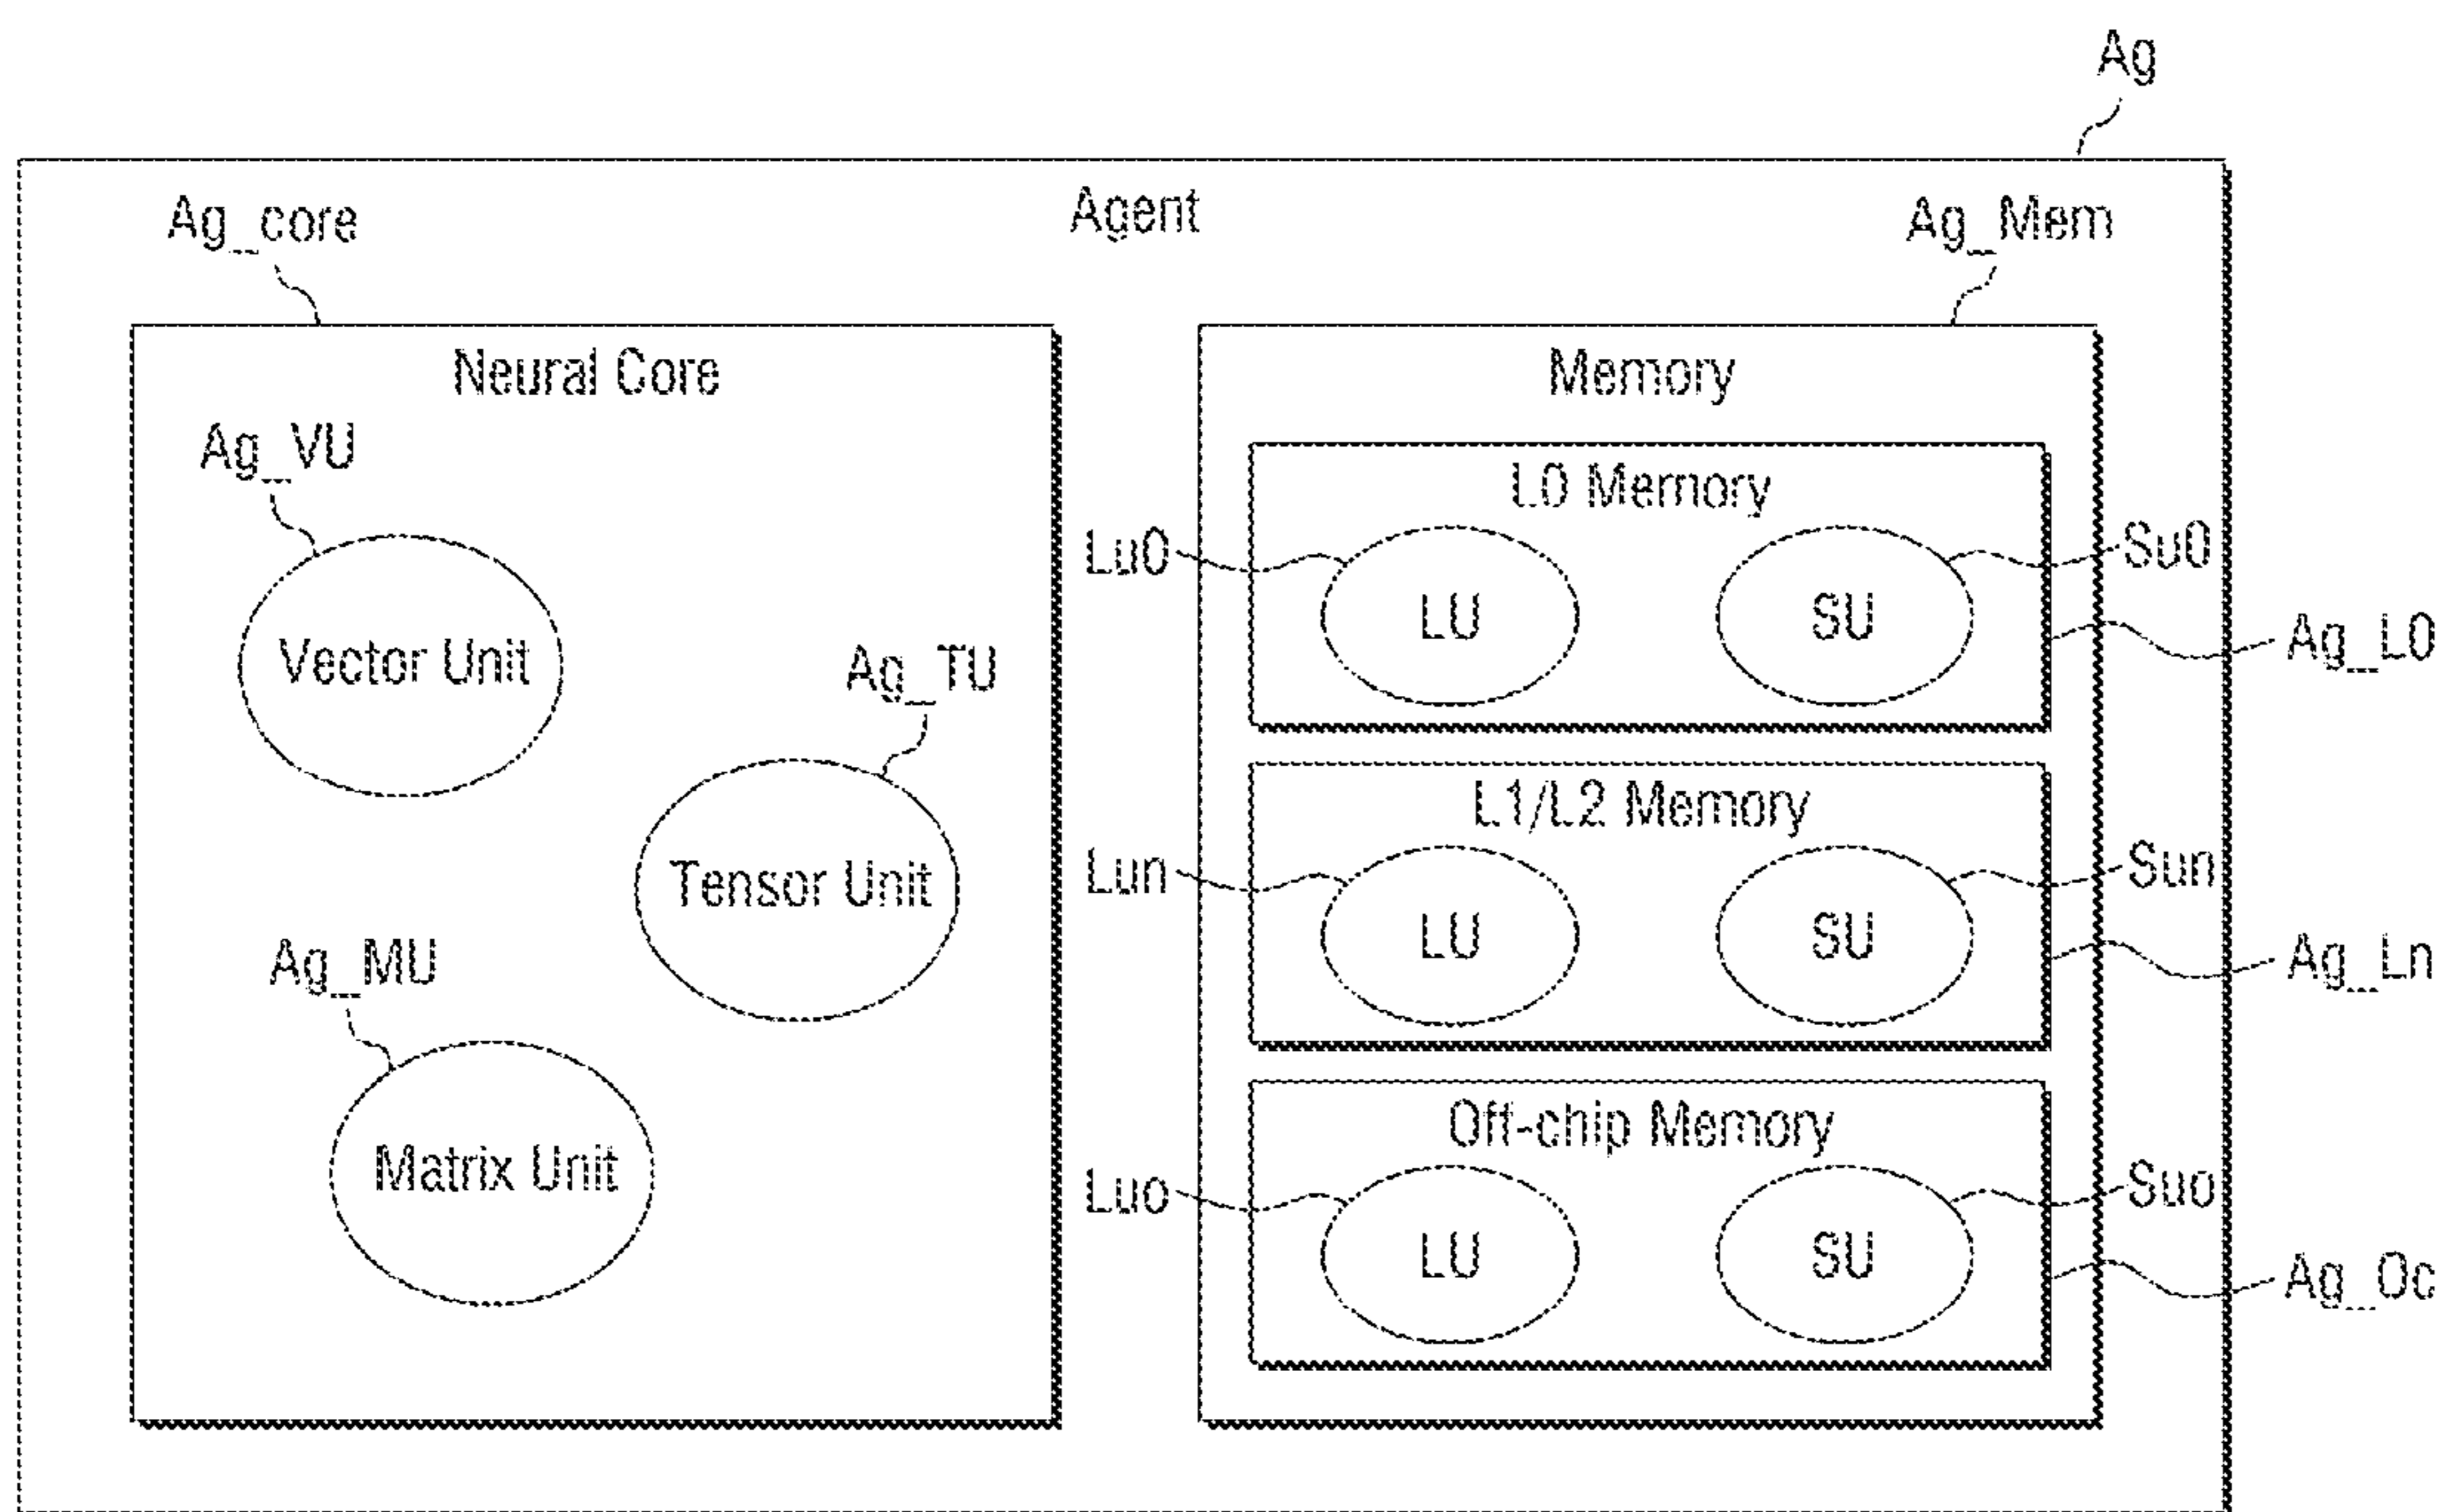 Ag
Agent
Ag_core
Ag_Mem
Neural Core
Memory
Ag_VU
Vector Unit
Ag_TU
Tensor Unit
Ag_MU
Matrix Unit
L0 Memory
Lu0
LU
SU
Su0
Ag_L0
L1/L2 Memory
Lun
LU
SU
Sun
Ag_Ln
Off-chip Memory
Luo
LU
SU
Suo
Ag_Oc